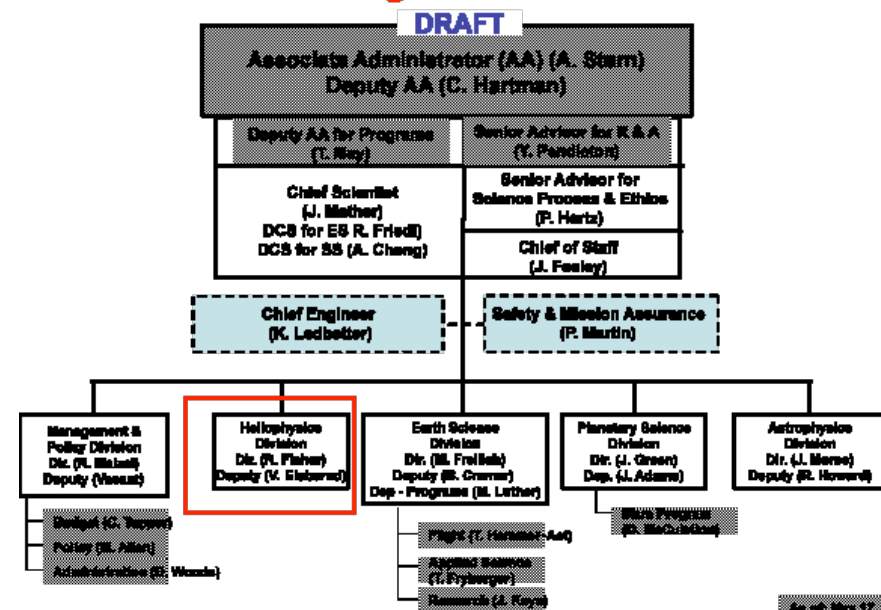 DRAFT
Associate Administrator (AA) (A. Stern)
Deputy AA (C. Hartman)
Deputy AA for Programs
(T. May)
Senior Advisor for R & A
(Y. Pendleton)
Chief Scientist
(J. Mather)
DCS for ES R. Friedl)
DCS for SS (A. Cheng)
Senior Advisor for
Science Process & Ethics
(P. Hertz)
Chief of Staff
(J. Feeley)
Chief Engineer
(K. Ledbetter)
Safety & Mission Assurance
(P. Martin)
Management &
Policy Division
Dir. (R.
Deputy (Vacant)
Heliophysics
Division
Dir. (R. Fisher)
Deputy (V. Elsbernd)
Earth Science
Division
Dir. (M. Freilich)
Deputy (B. Cramer)
Dep - Programs (M. Luther)
Planetary Science
Division
Dir. (J. Green)
Dep. (J. Adams)
Astrophysics
Division
Dir. (J. Morse)
Deputy (R. Howard)
Budget (C. Tupper)
Policy (M. Allen)
Administration (D. Woods)
Flight (T. Hammer-Act)
Applied Science
(T. Fryberger)
Research (J. Kaye)
Mars Program
(D. McCuistion)